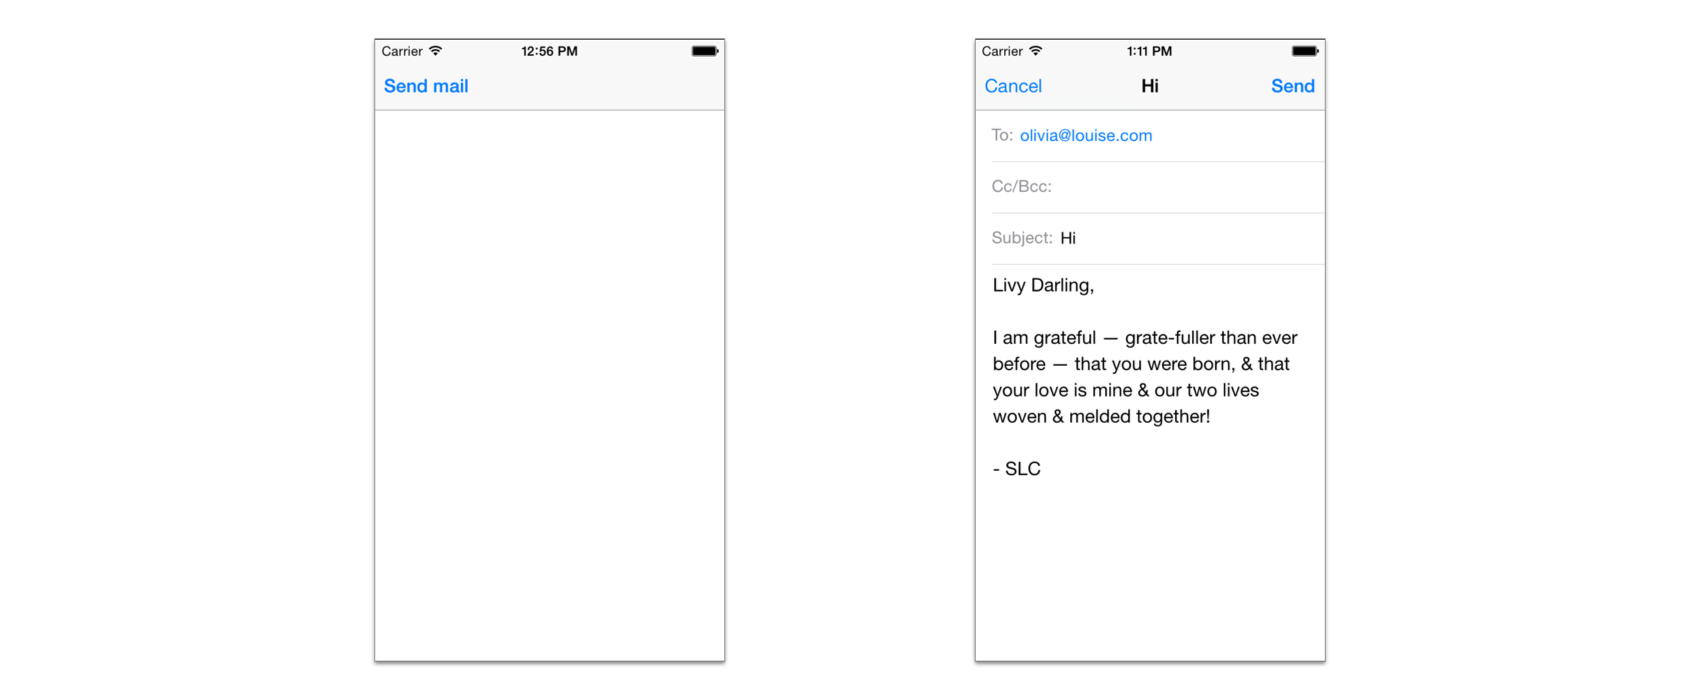 Carrier 12:56 PM
Send mail
Carrier 1:11 PM
Cancel Hi Send
To: olivia@louise.com
Cc/Bcc:
Subject: Hi
Livy Darling,
I am grateful — grate-fuller than ever
before — that you were born, & that
your love is mine & our two lives
woven & melded together!
- SLC